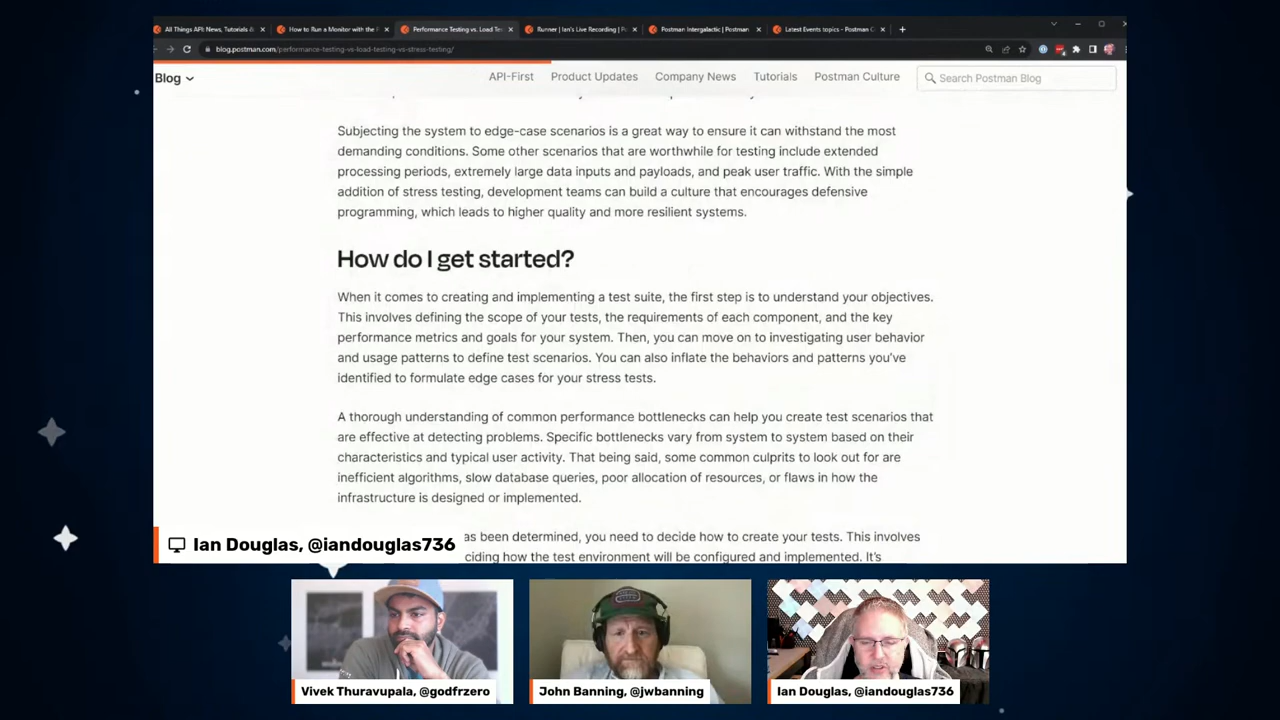 All Things API: News, Tutorials &
How to Run a Monitor with the P
Performance Testing vs. Load Tes
Runner | Ian's Live Recording | P
Postman Intergalactic | Postman
Latest Events topics - Postman C
blog.postman.com/performance-testing-vs-load-testing-vs-stress-testing/
Blog
API-First
Product Updates
Company News
Tutorials
Postman Culture
Search Postman Blog
Subjecting the system to edge-case scenarios is a great way to ensure it can withstand the most
demanding conditions. Some other scenarios that are worthwhile for testing include extended
processing periods, extremely large data inputs and payloads, and peak user traffic. With the simple
addition of stress testing, development teams can build a culture that encourages defensive
programming, which leads to higher quality and more resilient systems.
How do I get started?
When it comes to creating and implementing a test suite, the first step is to understand your objectives.
This involves defining the scope of your tests, the requirements of each component, and the key
performance metrics and goals for your system. Then, you can move on to investigating user behavior
and usage patterns to define test scenarios. You can also inflate the behaviors and patterns you've
identified to formulate edge cases for your stress tests.
A thorough understanding of common performance bottlenecks can help you create test scenarios that
are effective at detecting problems. Specific bottlenecks vary from system to system based on their
characteristics and typical user activity. That being said, some common culprits to look out for are
inefficient algorithms, slow database queries, poor allocation of resources, or flaws in how the
infrastructure is designed or implemented.
as been determined, you need to decide how to create your tests. This involves
ciding how the test environment will be configured and implemented. It's
Ian Douglas, @iandouglas736
Vivek Thuravupala, @godfrzero
John Banning, @jwbanning
Ian Douglas, @iandouglas736